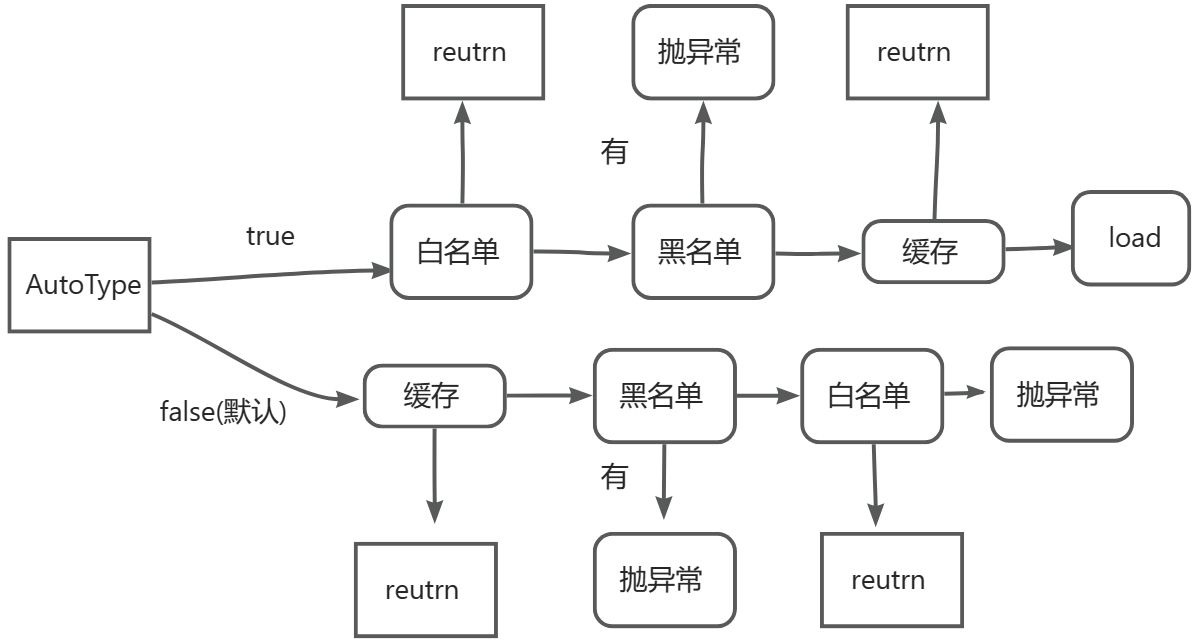 reutrn
抛异常
reutrn
有
true
白名单
黑名单
缓存
load
AutoType
false(默认)
缓存
黑名单
白名单
抛异常
有
reutrn
抛异常
reutrn